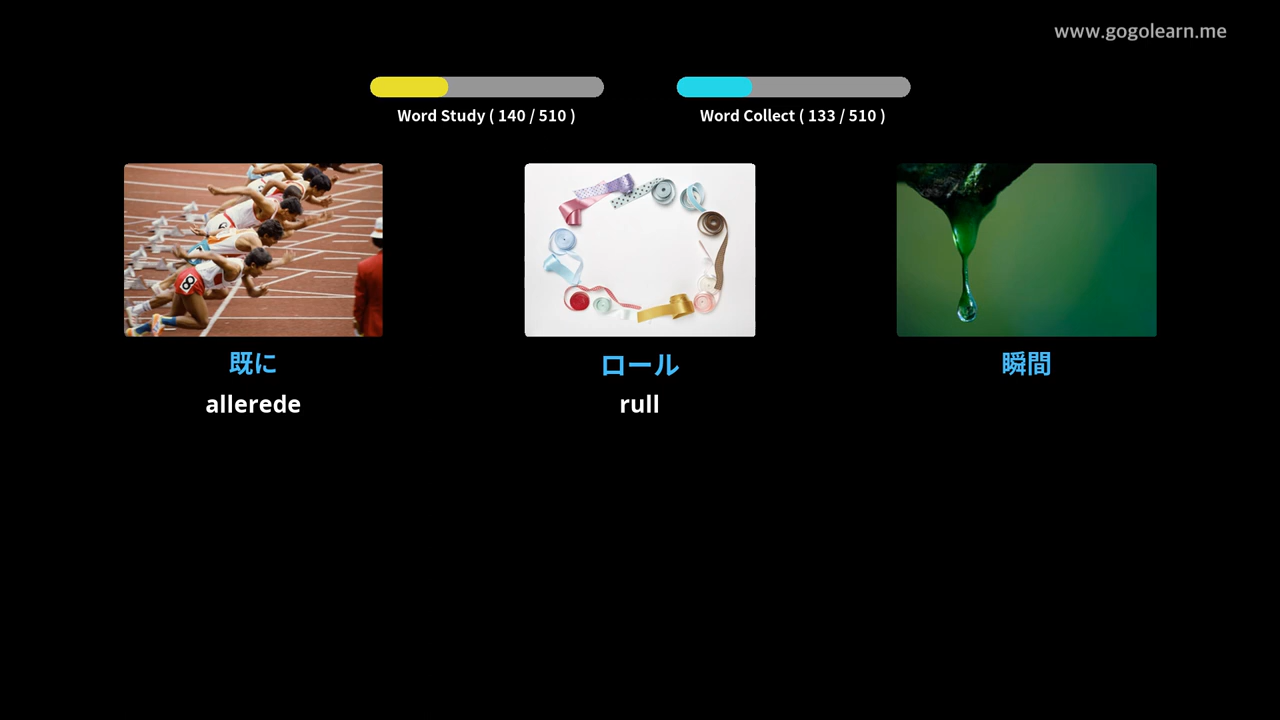 www.gogolearn.me
Word Study ( 140 / 510 )
Word Collect ( 133 / 510 )
既に
ロール
瞬間
allerede
rull
8